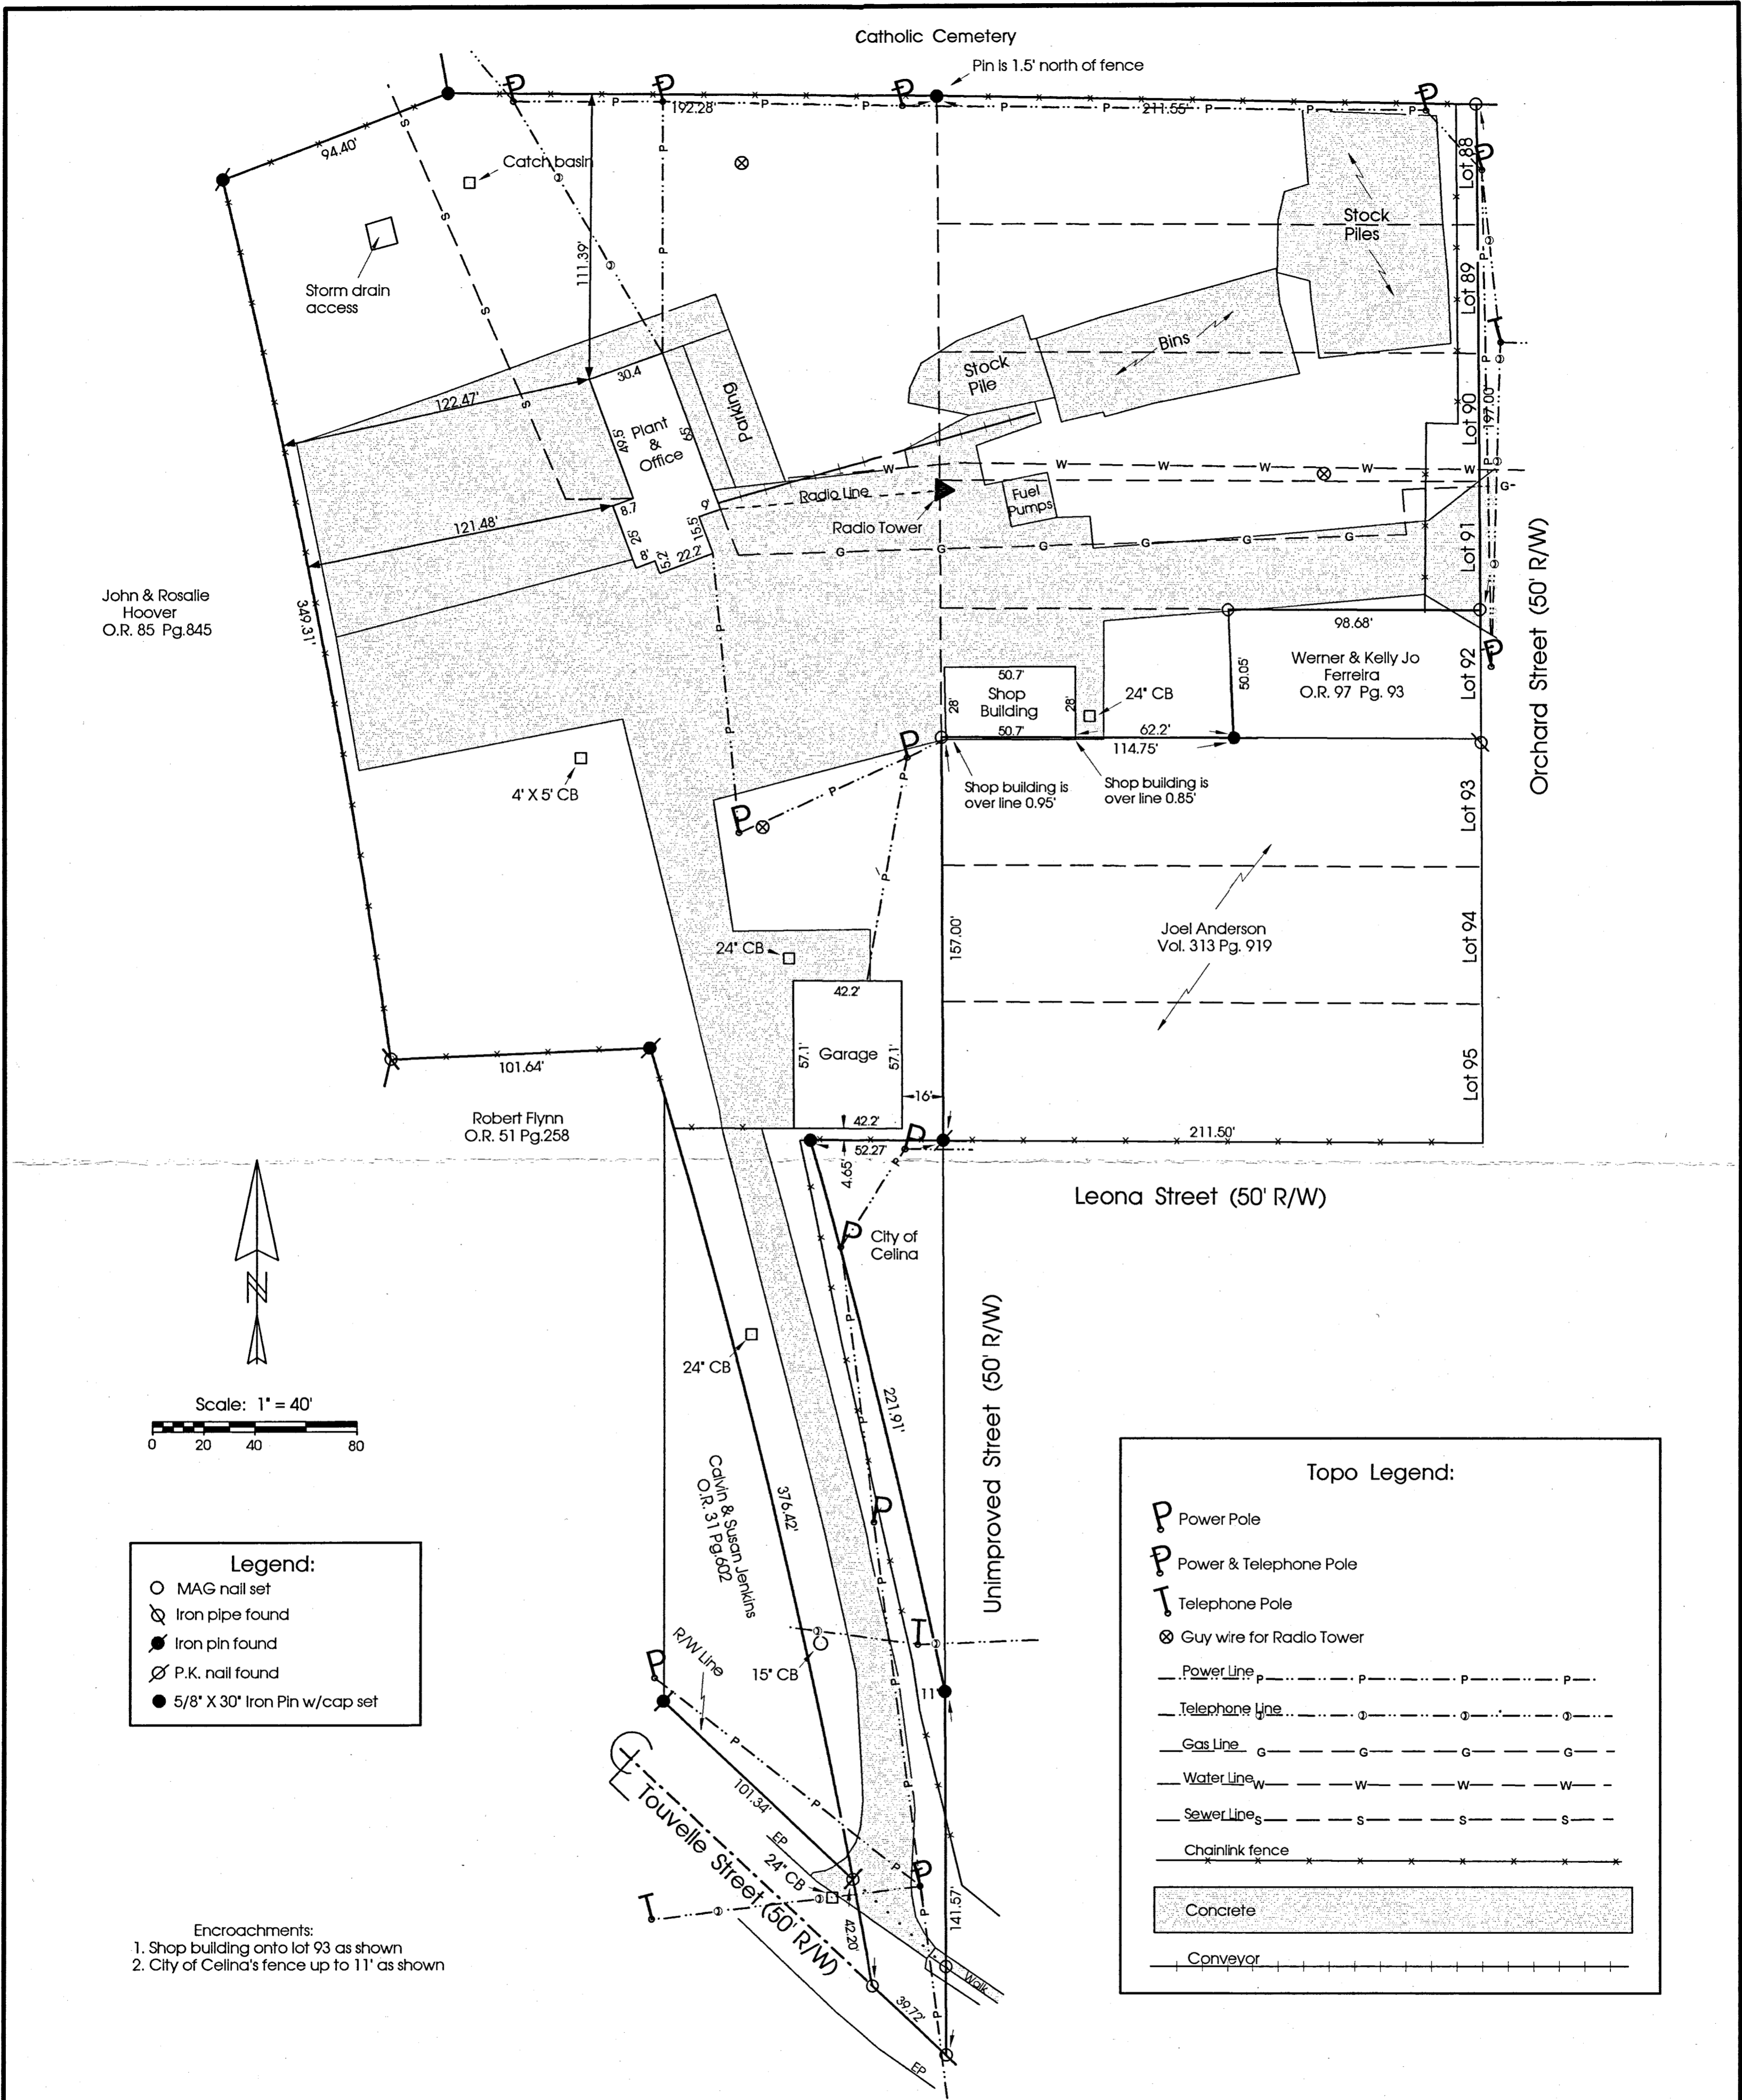 Catholic Cemetery
Pin is 1.5' north of fence
192.28'
211.55'
94.40'
Catch basin
Storm drain
access
111.39'
Lot 88
Stock
Piles
Lot 89
Bins
Stock
Pile
30.4
122.47'
Parking
49.5'
65'
Plant
&
Office
Lot 90
197.00'
Radio Line
Radio Tower
Fuel
Pumps
121.48'
8.7
9'
25'
15.5'
8'
5.2'
22.2'
Lot 91
Orchard Street (50' R/W)
John & Rosalie
Hoover
O.R. 85 Pg.845
349.31'
98.68'
Werner & Kelly Jo
Ferreira
O.R. 97 Pg. 93
50.05'
Lot 92
50.7'
Shop
Building
28'
28'
50.7'
24" CB
62.2'
114.75'
Shop building is
over line 0.95'
Shop building is
over line 0.85'
4' X 5' CB
Lot 93
157.00'
Joel Anderson
Vol. 313 Pg. 919
Lot 94
24" CB
42.2'
57.1'
Garage
57.1'
16'
Lot 95
101.64'
Robert Flynn
O.R. 51 Pg.258
42.2'
52.27'
4.65'
211.50'
Leona Street (50' R/W)
City of
Celina
24" CB
221.91'
Unimproved Street (50' R/W)
Scale: 1" = 40'
0 20 40 80
Calvin & Susan Jenkins
O.R. 31 Pg.602
376.42'
R/W Line
15" CB
11'
101.34'
EP
24" CB
Touvelle Street (50' R/W)
42.20'
141.57'
Walk
39.72'
EP
Legend:
MAG nail set
Iron pipe found
Iron pin found
P.K. nail found
5/8" X 30" Iron Pin w/cap set
Encroachments:
1. Shop building onto lot 93 as shown
2. City of Celina's fence up to 11' as shown
Topo Legend:
Power Pole
Power & Telephone Pole
Telephone Pole
Guy wire for Radio Tower
Power Line P P P P
Telephone Line
Gas Line G G G G
Water Line W W W W
Sewer Line S S S S
Chainlink fence
Concrete
Conveyor